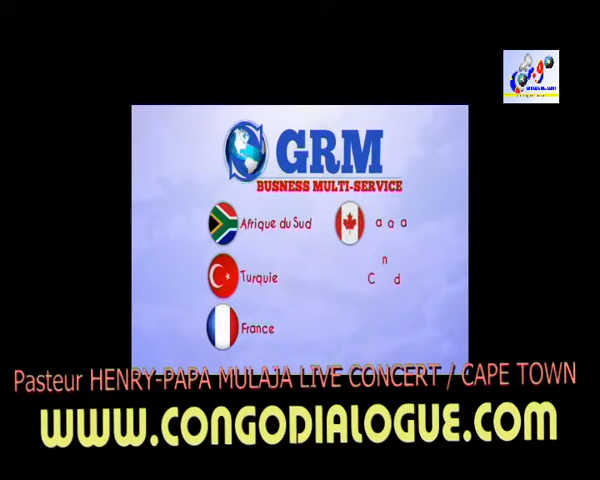 GRM
BUSNESS MULTI-SERVICE
Afrique du Sud
a a a
n
C d
Turquie
France
Pasteur HENRY-PAPA MULAJA LIVE CONCERT / CAPE TOWN
WWW.CONGODIALOGUE.COM